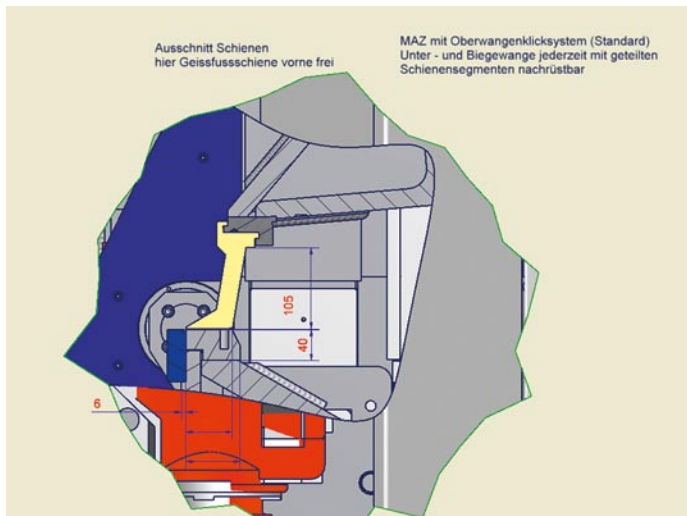 Ausschnitt Schienen
hier Geissfussschiene vorne frei
MAZ mit Oberwangenklicksystem (Standard)
Unter - und Biegewange jederzeit mit geteilten
Schienensegmenten nachrüstbar
105
40
6